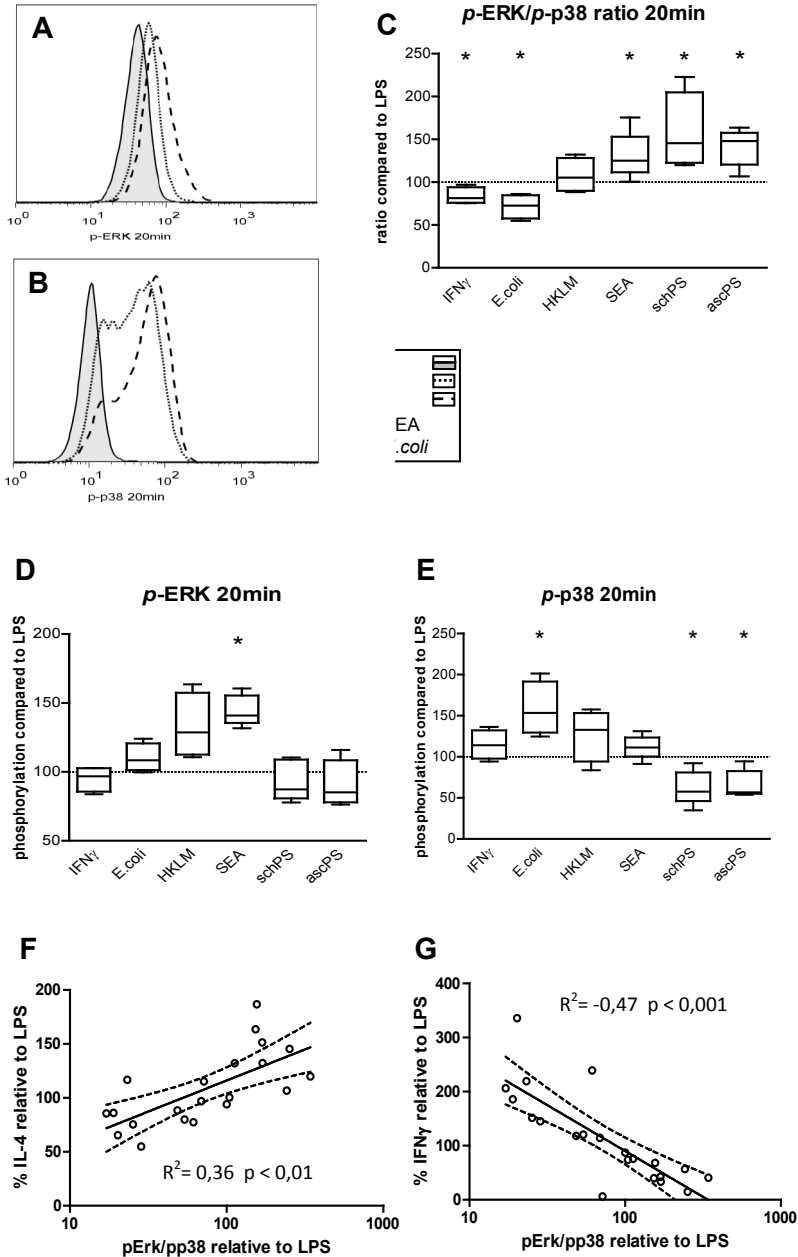 A
10^0 10^1 10^2 10^3
p-ERK 20min
B
10^0 10^1 10^2 10^3
p-p38 20min
C
p-ERK/p-p38 ratio 20min
ratio compared to LPS
250
200
150
100
50
0
* * * * *
IFNγ E.coli HKLM SEA schPS ascPS
EA
.coli
D
p-ERK 20min
phosphorylation compared to LPS
200
150
100
50
*
IFNγ E.coli HKLM SEA schPS ascPS
E
p-p38 20min
phosphorylation compared to LPS
250
200
150
100
50
0
* * *
IFNγ E.coli HKLM SEA schPS ascPS
F
% IL-4 relative to LPS
200
150
100
50
0
R²= 0,36 p < 0,01
10 100 1000
pErk/pp38 relative to LPS
G
% IFNγ relative to LPS
400
300
200
100
0
R²= -0,47 p < 0,001
10 100 1000
pErk/pp38 relative to LPS